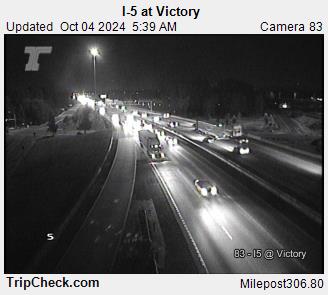 I-5 at Victory
Updated Oct 04 2024 5:39 AM Camera 83
T
S
83 - I5 @ Victory
TripCheck.com Milepost306.80